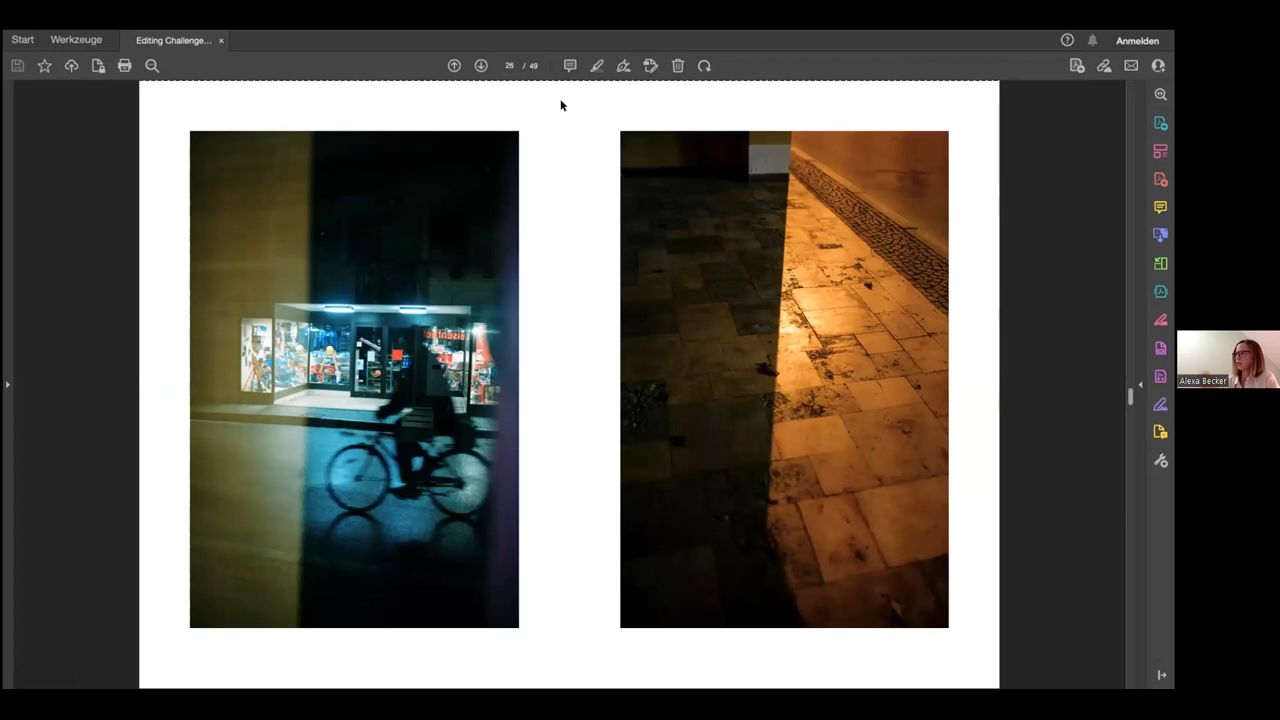 Start
Werkzeuge
Editing Challenge... ×
Anmelden
26 / 49
Alexa Becker